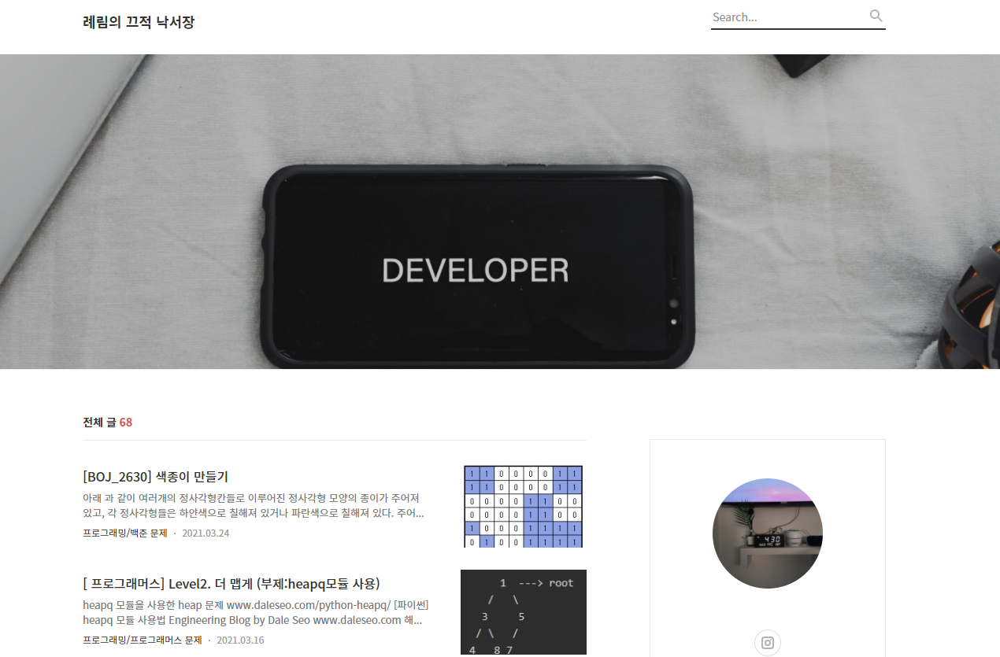 례림의 끄적 낙서장
Search...
DEVELOPER
전체 글 68
[BOJ_2630] 색종이 만들기
아래 과 같이 여러개의 정사각형칸들로 이루어진 정사각형 모양의 종이가 주어져
있고, 각 정사각형들은 하얀색으로 칠해져 있거나 파란색으로 칠해져 있다. 주어...
프로그래밍/백준 문제 · 2021.03.24
1 1 0 0 0 0 1 1
1 1 0 0 0 0 1 1
0 0 0 0 1 1 0 0
0 0 0 0 1 1 0 0
1 0 0 0 1 1 1 1
0 1 0 0 1 1 1 1
[ 프로그래머스] Level2. 더 맵게 (부제:heapq모듈 사용)
heapq 모듈을 사용한 heap 문제 www.daleseo.com/python-heapq/ [파이썬]
heapq 모듈 사용법 Engineering Blog by Dale Seo www.daleseo.com 해...
프로그래밍/프로그래머스 문제 · 2021.03.16
1 ---> root
/ \
3 5
/ \ /
4 8 7
4:30